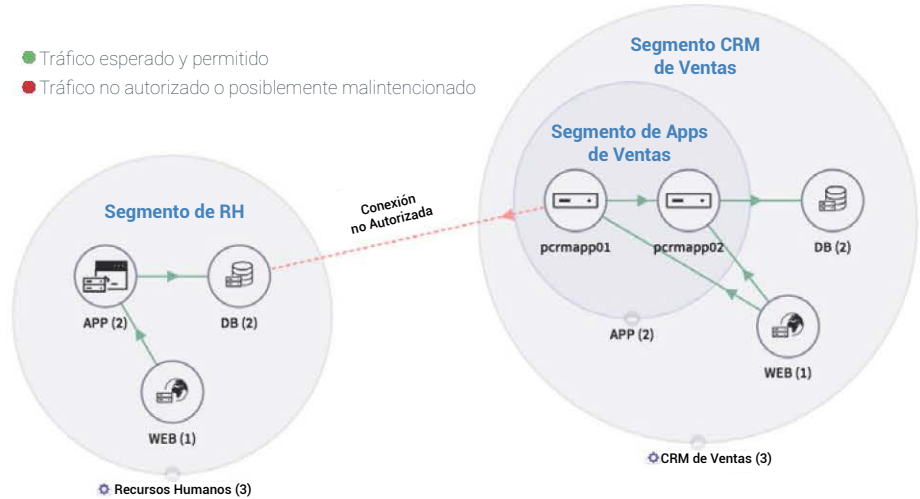 Tráfico esperado y permitido
Tráfico no autorizado o posiblemente malintencionado
Segmento CRM
de Ventas
Segmento de Apps
de Ventas
pcrmapp01
pcrmapp02
DB (2)
APP (2)
WEB (1)
CRM de Ventas (3)
Conexión
no Autorizada
Segmento de RH
APP (2)
DB (2)
WEB (1)
Recursos Humanos (3)